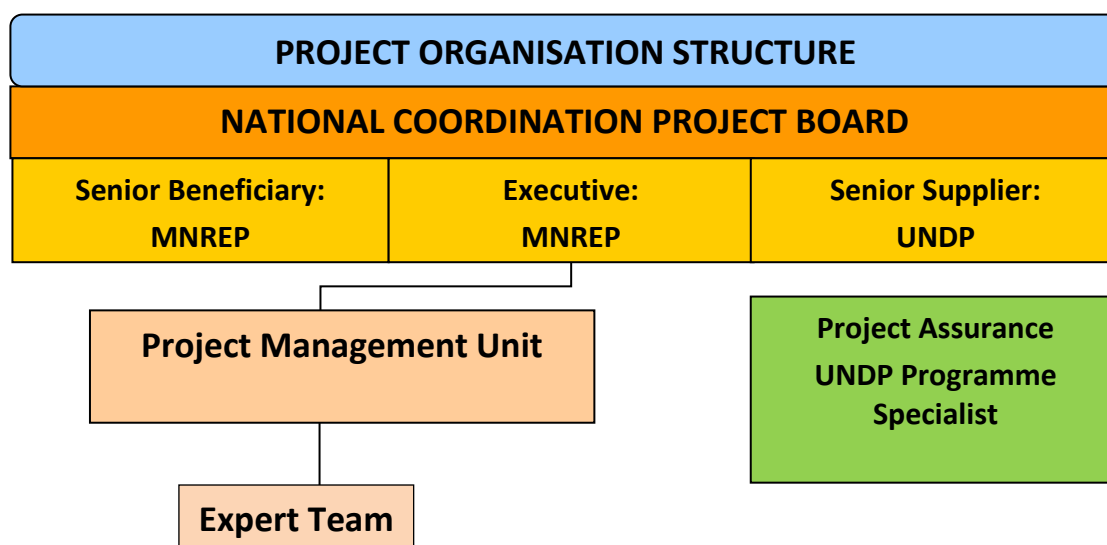 PROJECT ORGANISATION STRUCTURE
NATIONAL COORDINATION PROJECT BOARD
Senior Beneficiary:
MNREP
Executive:
MNREP
Senior Supplier:
UNDP
Project Management Unit
Project Assurance
UNDP Programme
Specialist
Expert Team